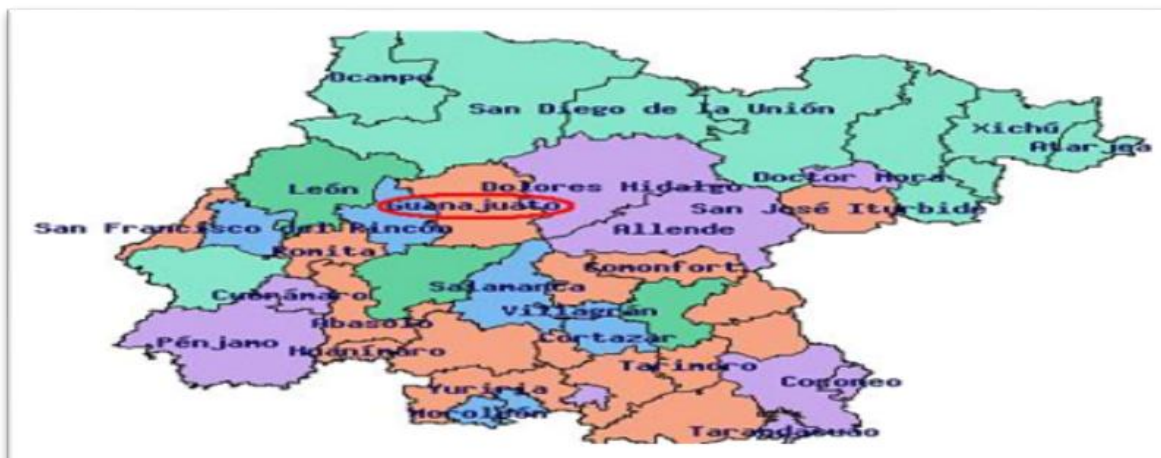 Ocampo
San Diego de la Unión
Xichú
Atarjea
Doctor Mora
León
Dolores Hidalgo
Guanajuato
San José Iturbide
San Francisco del Rincón
Allende
Romita
Comonfort
Salamanca
Cuerámaro
Villagrán
Abasolo
Cortazar
Pénjamo
Huanímaro
Tarimoro
Coroneo
Yuriria
Moroleón
Tarandacuao